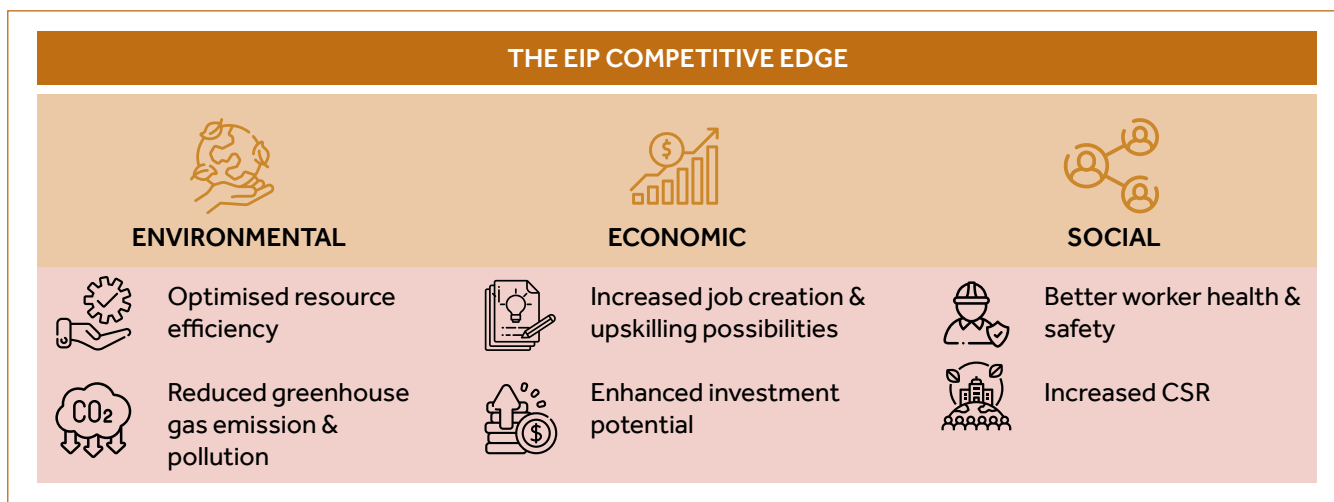 THE EIP COMPETITIVE EDGE
ENVIRONMENTAL
Optimised resource
efficiency
CO₂
Reduced greenhouse
gas emission &
pollution
ECONOMIC
Increased job creation &
upskilling possibilities
Enhanced investment
potential
SOCIAL
Better worker health &
safety
Increased CSR